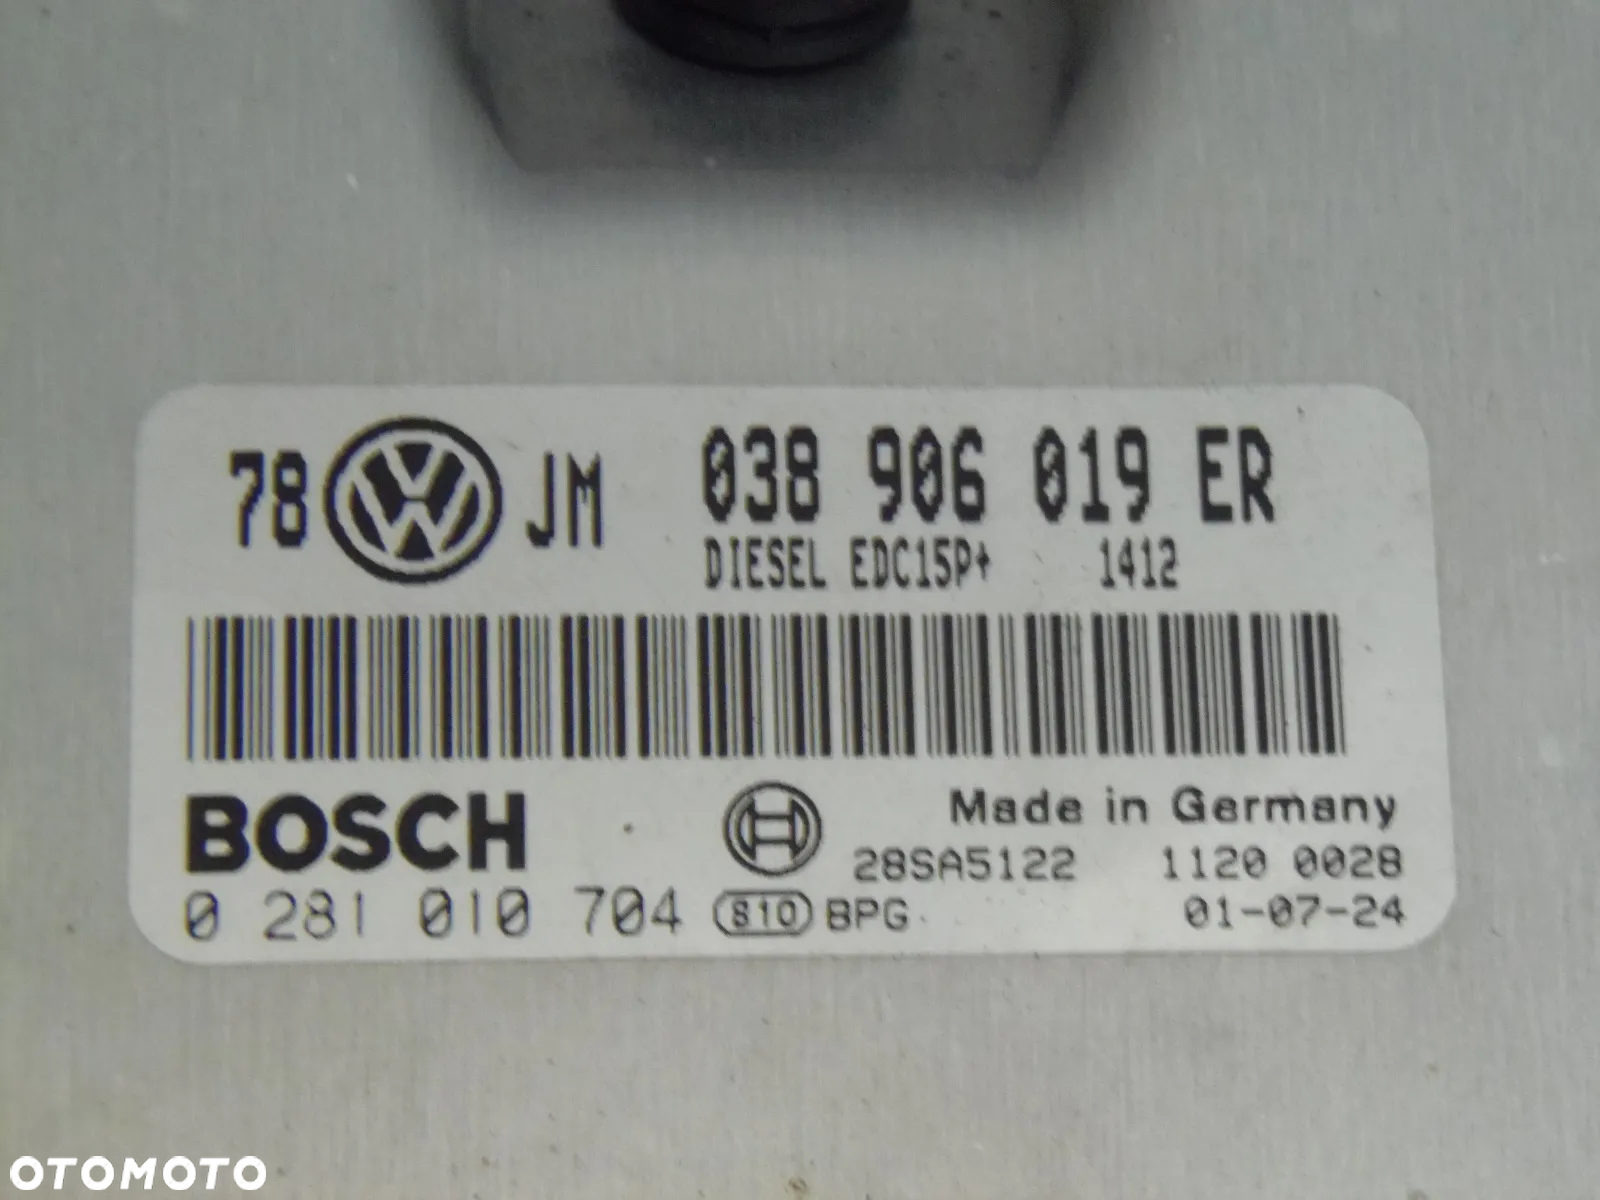 78 JM 038 906 019 ER
DIESEL EDC15P+ 1412
BOSCH
Made in Germany
28SA5122 1120 0028
0 281 010 704 S10 BPG 01-07-24
OTOMOTO